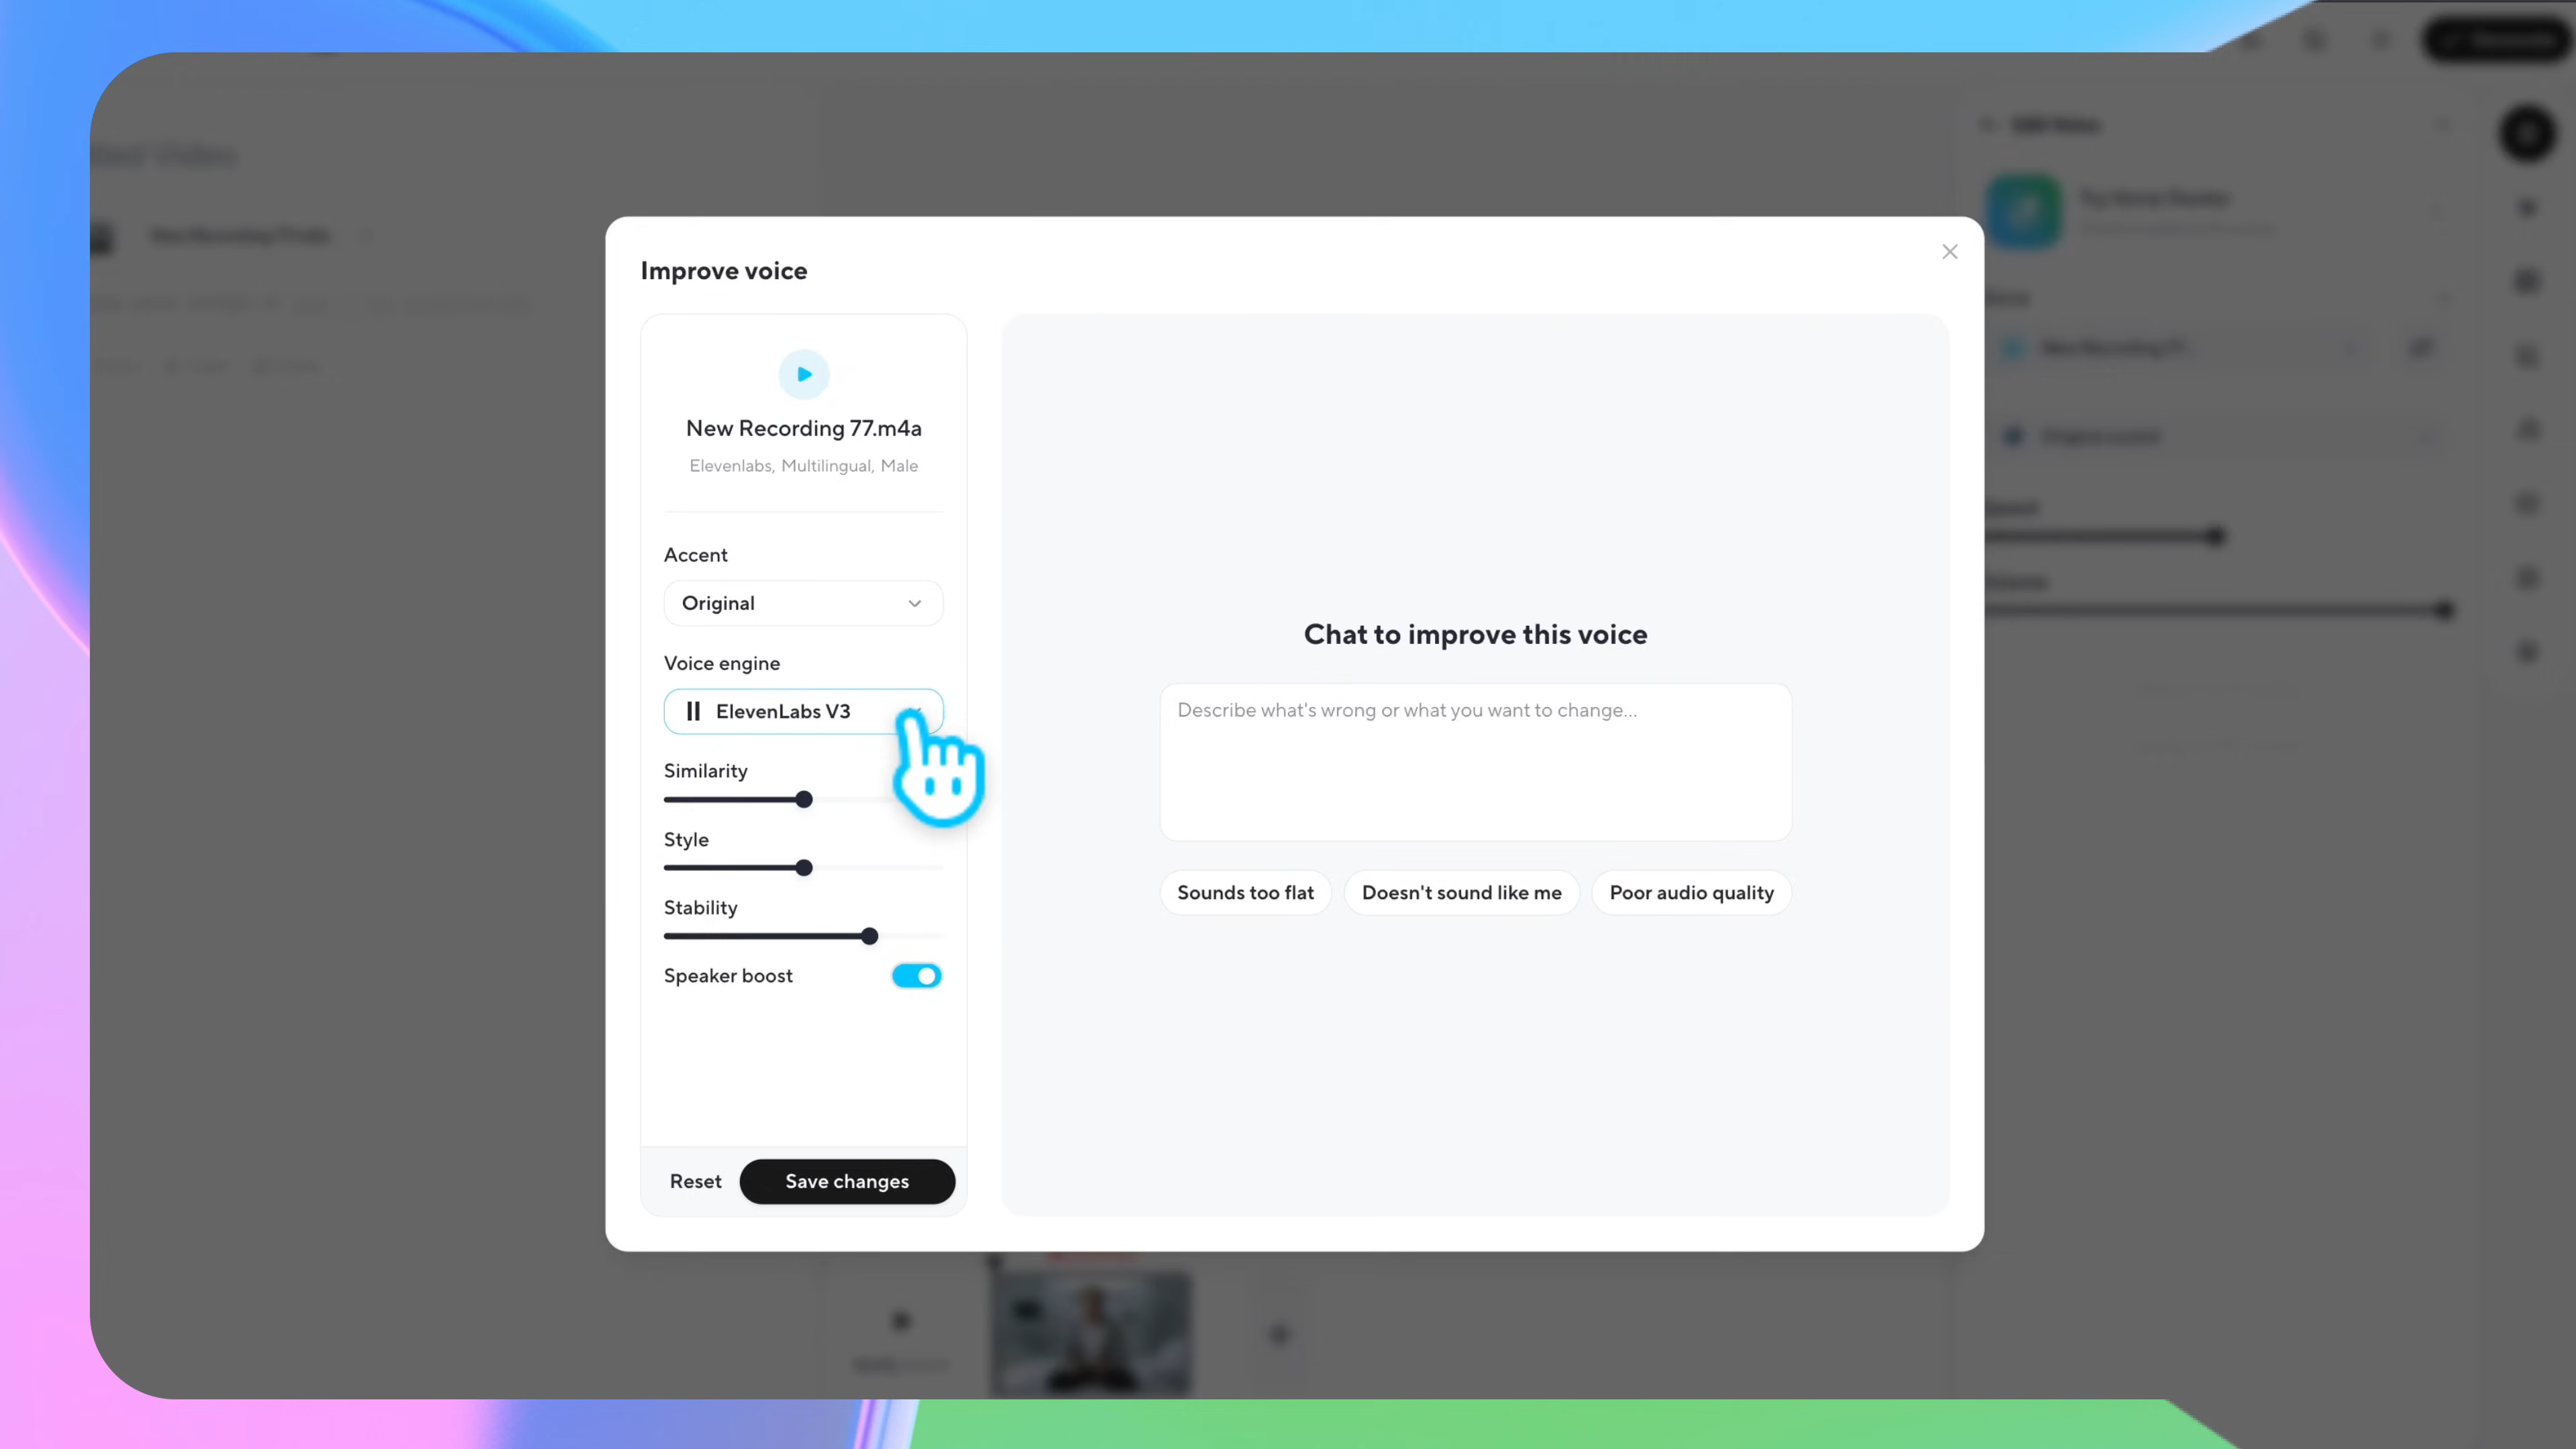 Improve voice
New Recording 77.m4a
Elevenlabs, Multilingual, Male
Accent
Original
Voice engine
ElevenLabs V3
Similarity
Style
Stability
Speaker boost
Reset
Save changes
Chat to improve this voice
Describe what's wrong or what you want to change...
Sounds too flat
Doesn't sound like me
Poor audio quality